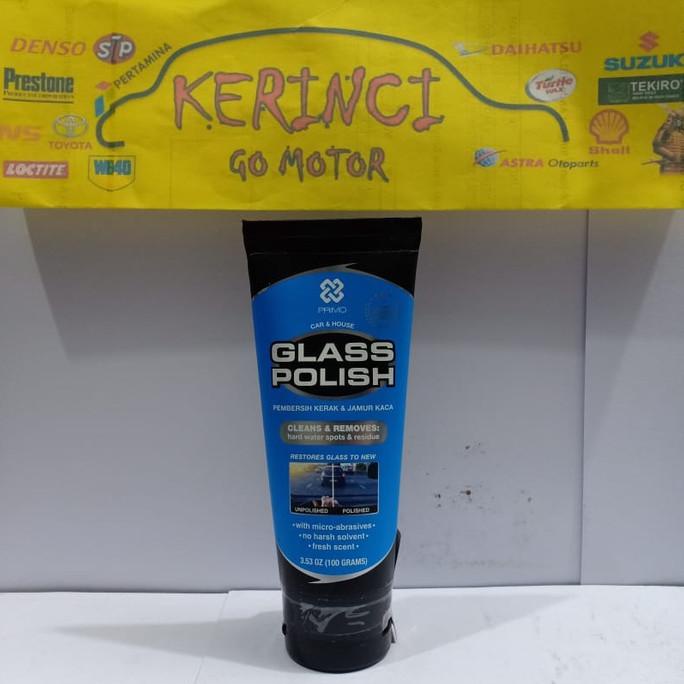 DENSO
STP
Prestone
PERTAMINA
TOYOTA
LOCTITE
WD40
KERINCI
GO MOTOR
DAIHATSU
SUZUK
Turtle
WAX
TEKIRO
Shell
ASTRA Otoparts
PRIMO
CAR & HOUSE
GLASS
POLISH
PEMBERSIH KERAK & JAMUR KACA
CLEANS & REMOVES:
hard water spots & residue
RESTORES GLASS TO NEW
UNPOLISHED POLISHED
•with micro-abrasives•
•no harsh solvent•
•fresh scent•
3.53 OZ (100 GRAMS)